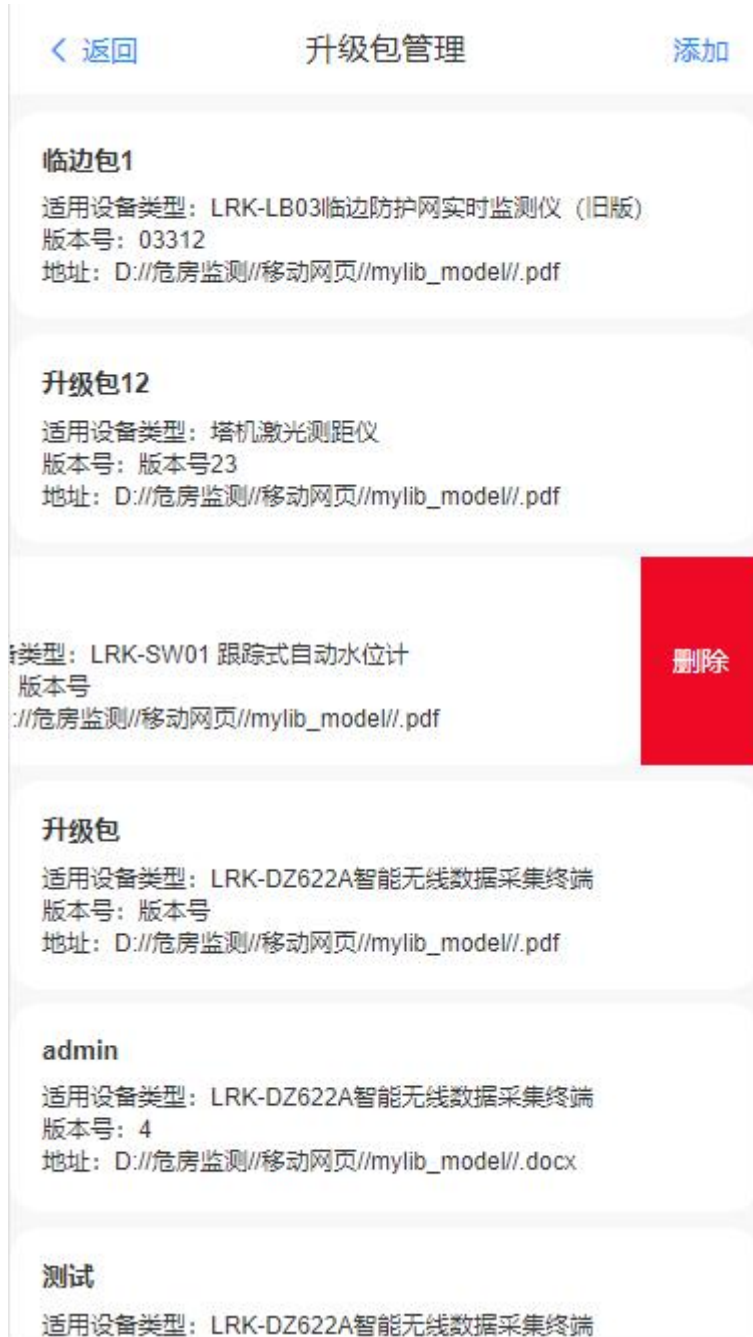 返回
升级包管理
添加
临边包1
适用设备类型：LRK-LB03临边防护网实时监测仪（旧版）
版本号：03312
地址：D://危房监测//移动网页//mylib_model//.pdf
升级包12
适用设备类型：塔机激光测距仪
版本号：版本号23
地址：D://危房监测//移动网页//mylib_model//.pdf
类型：LRK-SW01 跟踪式自动水位计
版本号
://危房监测//移动网页//mylib_model//.pdf
删除
升级包
适用设备类型：LRK-DZ622A智能无线数据采集终端
版本号：版本号
地址：D://危房监测//移动网页//mylib_model//.pdf
admin
适用设备类型：LRK-DZ622A智能无线数据采集终端
版本号：4
地址：D://危房监测//移动网页//mylib_model//.docx
测试
适用设备类型：LRK-DZ622A智能无线数据采集终端